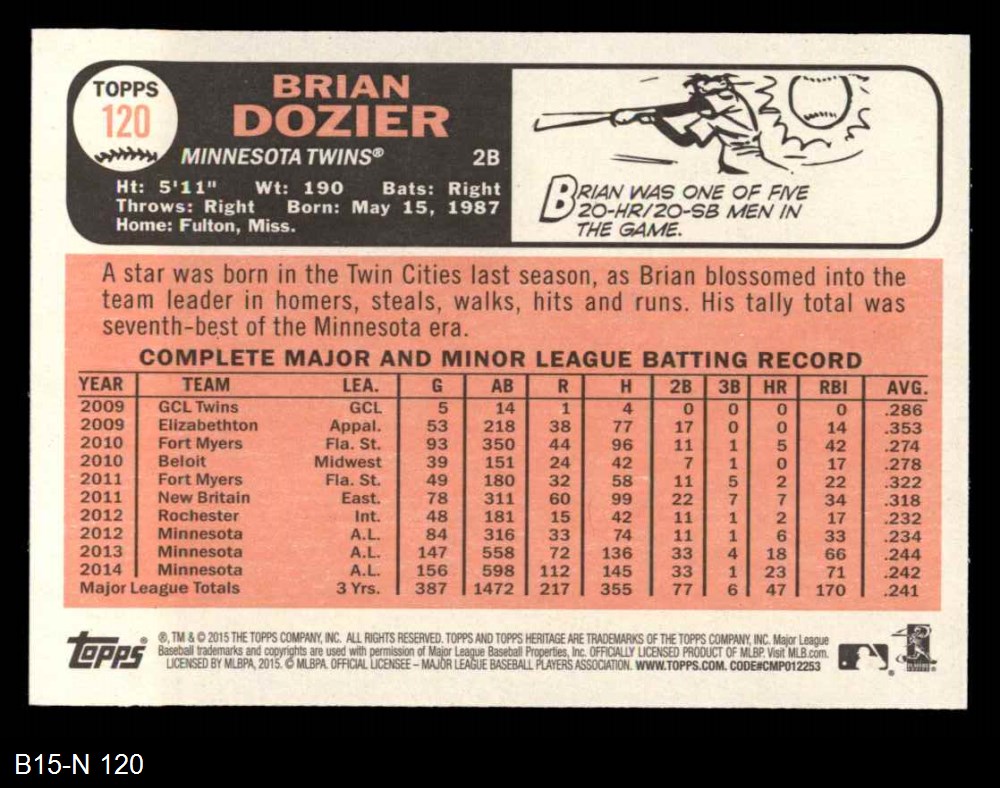 TOPPS
120
BRIAN
DOZIER
MINNESOTA TWINS® 2B
Ht: 5'11" Wt: 190 Bats: Right
Throws: Right Born: May 15, 1987
Home: Fulton, Miss.
BRIAN WAS ONE OF FIVE
20-HR/20-SB MEN IN
THE GAME.
A star was born in the Twin Cities last season, as Brian blossomed into the
team leader in homers, steals, walks, hits and runs. His tally total was
seventh-best of the Minnesota era.
COMPLETE MAJOR AND MINOR LEAGUE BATTING RECORD
YEAR TEAM LEA. G AB R H 2B 3B HR RBI AVG.
2009 GCL Twins GCL 5 14 1 4 0 0 0 0 .286
2009 Elizabethton Appal. 53 218 38 77 17 0 0 14 .353
2010 Fort Myers Fla. St. 93 350 44 96 11 1 5 42 .274
2010 Beloit Midwest 39 151 24 42 7 1 0 17 .278
2011 Fort Myers Fla. St. 49 180 32 58 11 5 2 22 .322
2011 New Britain East. 78 311 60 99 22 7 7 34 .318
2012 Rochester Int. 48 181 15 42 11 1 2 17 .232
2012 Minnesota A.L. 84 316 33 74 11 1 6 33 .234
2013 Minnesota A.L. 147 558 72 136 33 4 18 66 .244
2014 Minnesota A.L. 156 598 112 145 33 1 23 71 .242
Major League Totals 3 Yrs. 387 1472 217 355 77 6 47 170 .241
Topps®
®, TM & © 2015 THE TOPPS COMPANY, INC. ALL RIGHTS RESERVED. TOPPS AND TOPPS HERITAGE ARE TRADEMARKS OF THE TOPPS COMPANY, INC. Major League
Baseball trademarks and copyrights are used with permission of Major League Baseball Properties, Inc. OFFICIALLY LICENSED PRODUCT OF MLBP. Visit MLB.com.
LICENSED BY MLBPA, 2015. © MLBPA. OFFICIAL LICENSEE – MAJOR LEAGUE BASEBALL PLAYERS ASSOCIATION. WWW.TOPPS.COM. CODE#CMP012253
B15-N 120